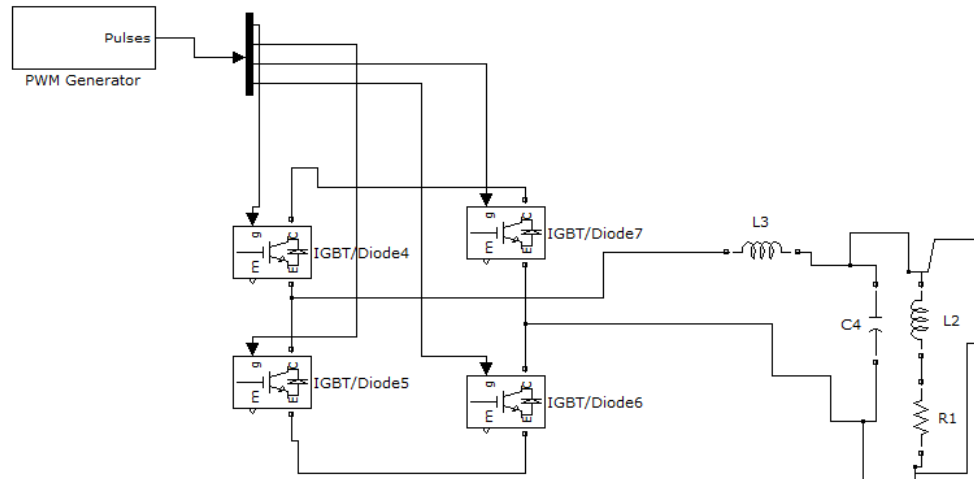 Pulses
PWM Generator
g
C
E
E
IGBT/Diode4
g
C
E
E
IGBT/Diode7
L3
g
C
E
E
IGBT/Diode5
g
C
E
E
IGBT/Diode6
C4
L2
R1